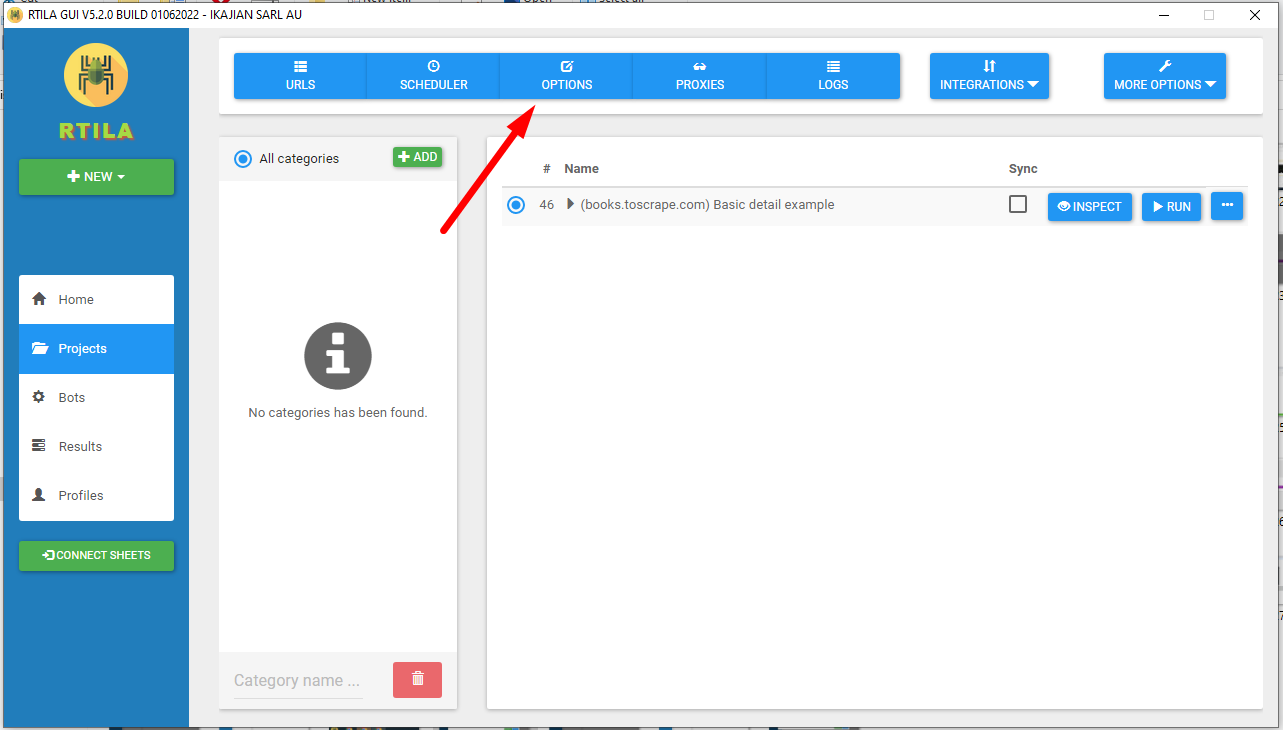 RTILA GUI V5.2.0 BUILD 01062022 - IKAJIAN SARL AU
RTILA
NEW
Home
Projects
Bots
Results
Profiles
CONNECT SHEETS
URLS
SCHEDULER
OPTIONS
PROXIES
LOGS
INTEGRATIONS
MORE OPTIONS
All categories
ADD
No categories has been found.
Category name ...
# Name Sync
46 (books.toscrape.com) Basic detail example INSPECT RUN